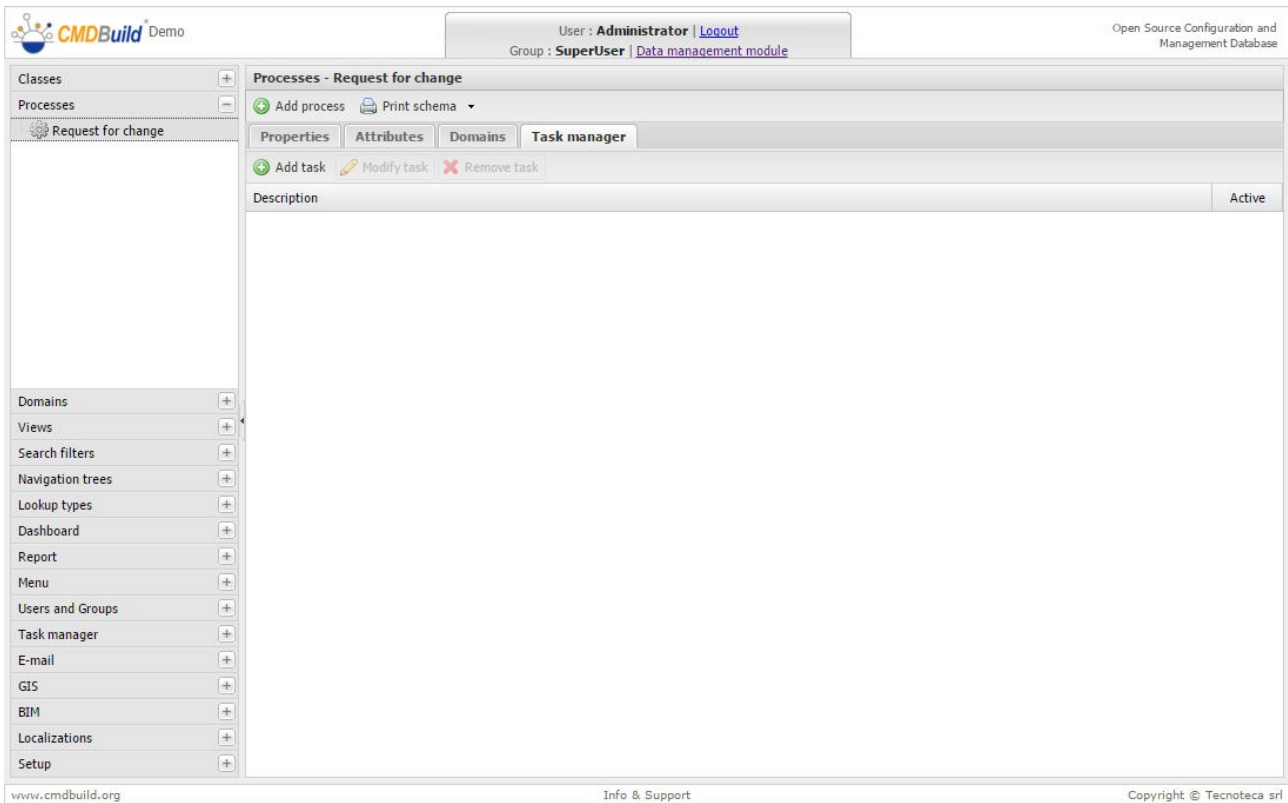 CMDBuild Demo
User : Administrator | Logout
Group : SuperUser | Data management module
Open Source Configuration and
Management Database
Classes
Processes
Request for change
Domains
Views
Search filters
Navigation trees
Lookup types
Dashboard
Report
Menu
Users and Groups
Task manager
E-mail
GIS
BIM
Localizations
Setup
Processes - Request for change
Add process Print schema
Properties Attributes Domains Task manager
Add task Modify task Remove task
Description Active
www.cmdbuild.org Info & Support Copyright © Tecnoteca srl